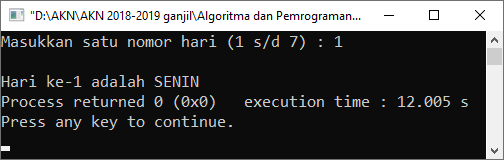 "D:\AKN\AKN 2018-2019 ganjil\Algoritma dan Pemrograman...
Masukkan satu nomor hari (1 s/d 7) : 1
Hari ke-1 adalah SENIN
Process returned 0 (0x0)   execution time : 12.005 s
Press any key to continue.